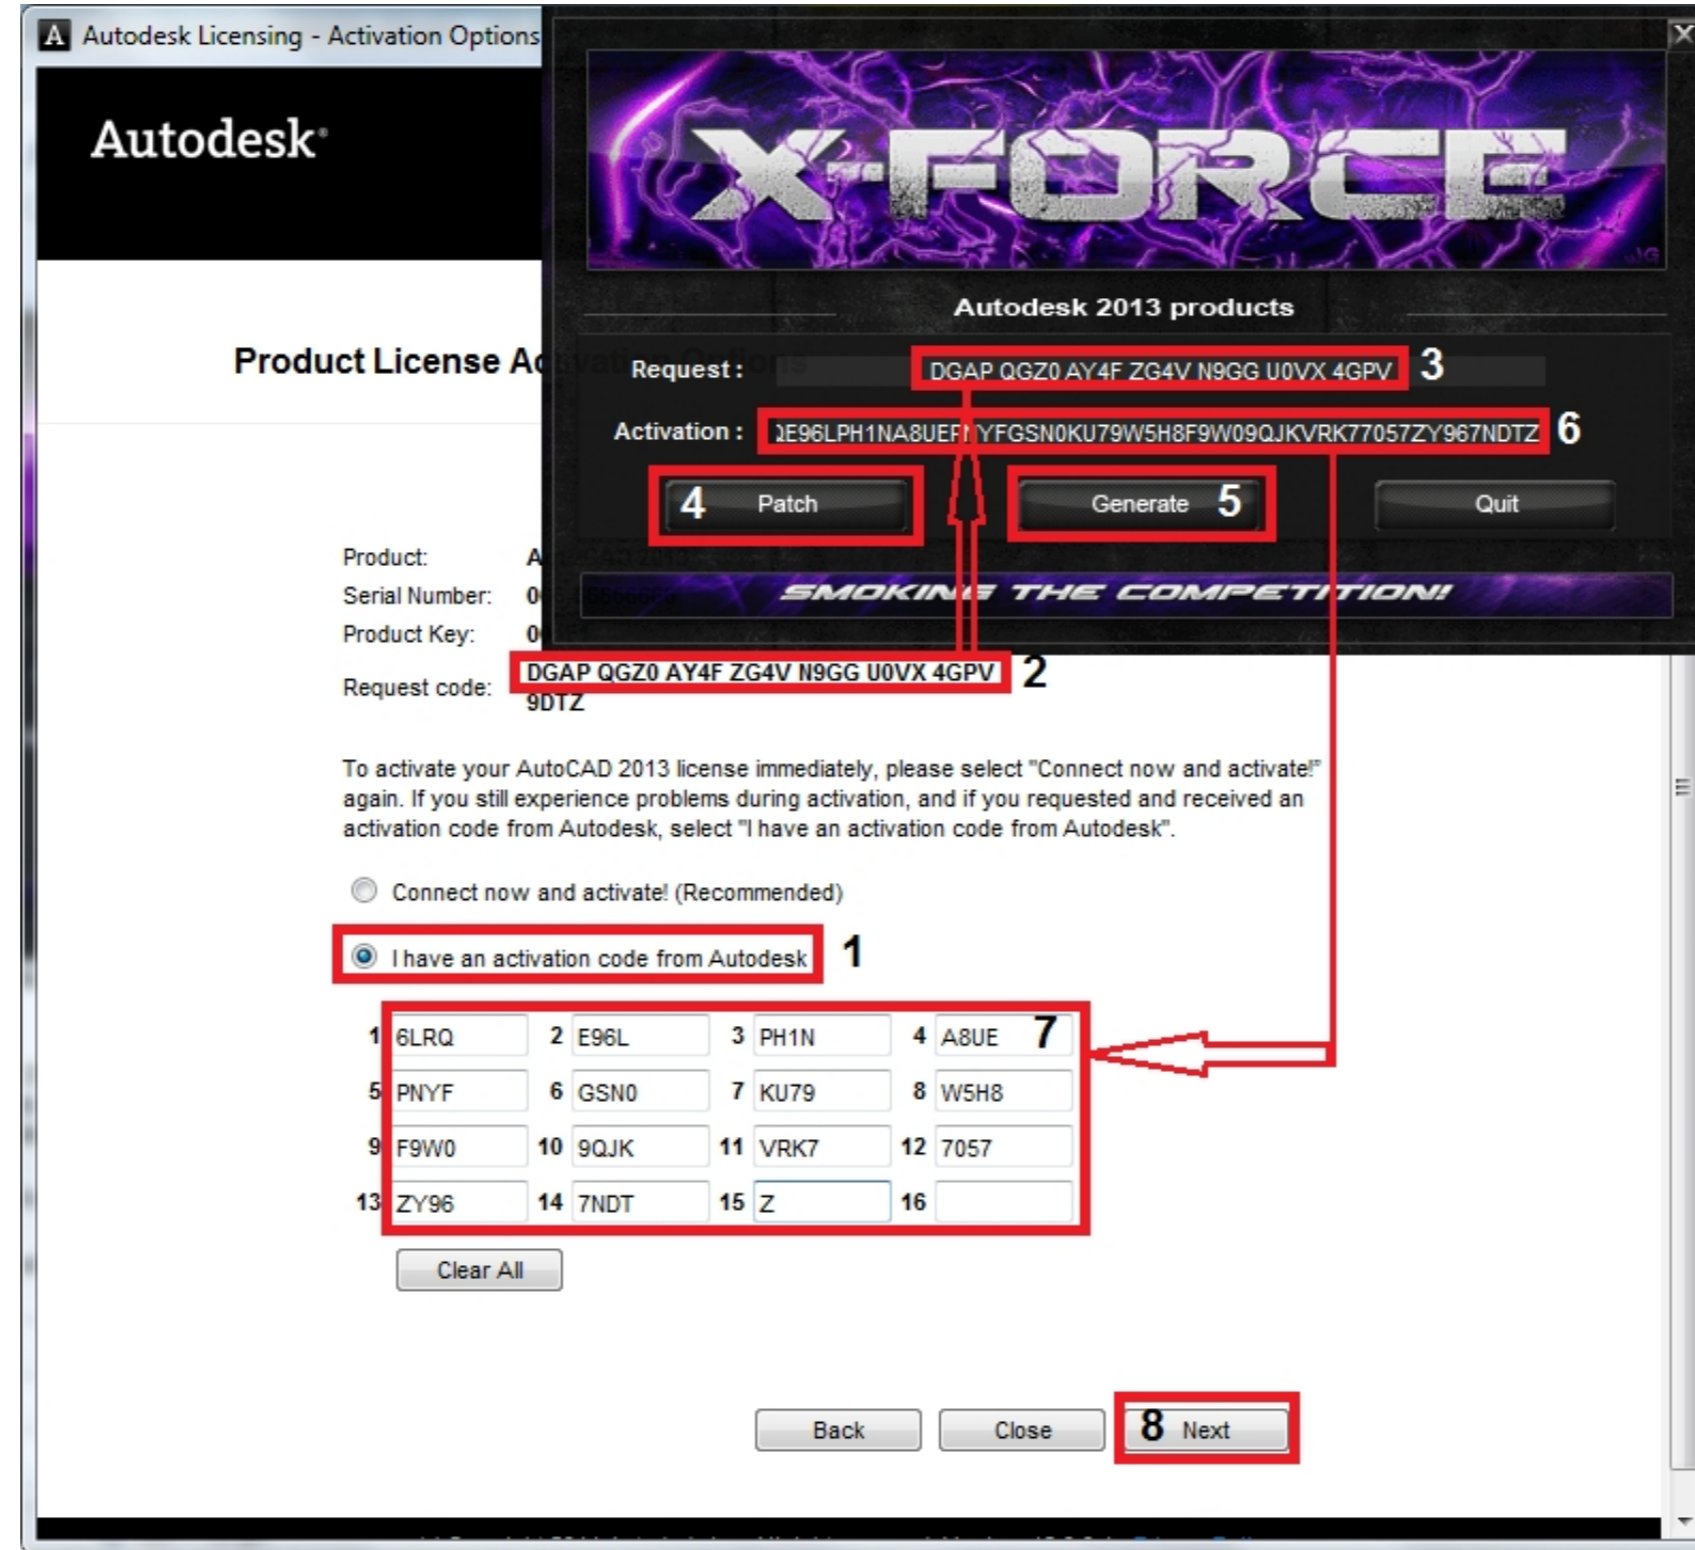 Autodesk Licensing - Activation Options
Autodesk
X-FORCE
Autodesk 2013 products
Product License Activation Options
Request :
DGAP QGZ0 AY4F ZG4V N9GG U0VX 4GPV
3
Activation :
QE96LPH1NA8UEPNYFGSN0KU79W5H8F9W09QJKVRK77057ZY967NDTZ
6
4 Patch
Generate 5
Quit
SMOKING THE COMPETITION!
Product:
Serial Number:
Product Key:
Request code:
DGAP QGZ0 AY4F ZG4V N9GG U0VX 4GPV
2
9DTZ
To activate your AutoCAD 2013 license immediately, please select "Connect now and activate!"
again. If you still experience problems during activation, and if you requested and received an
activation code from Autodesk, select "I have an activation code from Autodesk".
Connect now and activate! (Recommended)
I have an activation code from Autodesk
1
1 6LRQ 2 E96L 3 PH1N 4 A8UE 7
5 PNYF 6 GSN0 7 KU79 8 W5H8
9 F9W0 10 9QJK 11 VRK7 12 7057
13 ZY96 14 7NDT 15 Z 16
Clear All
Back Close 8 Next